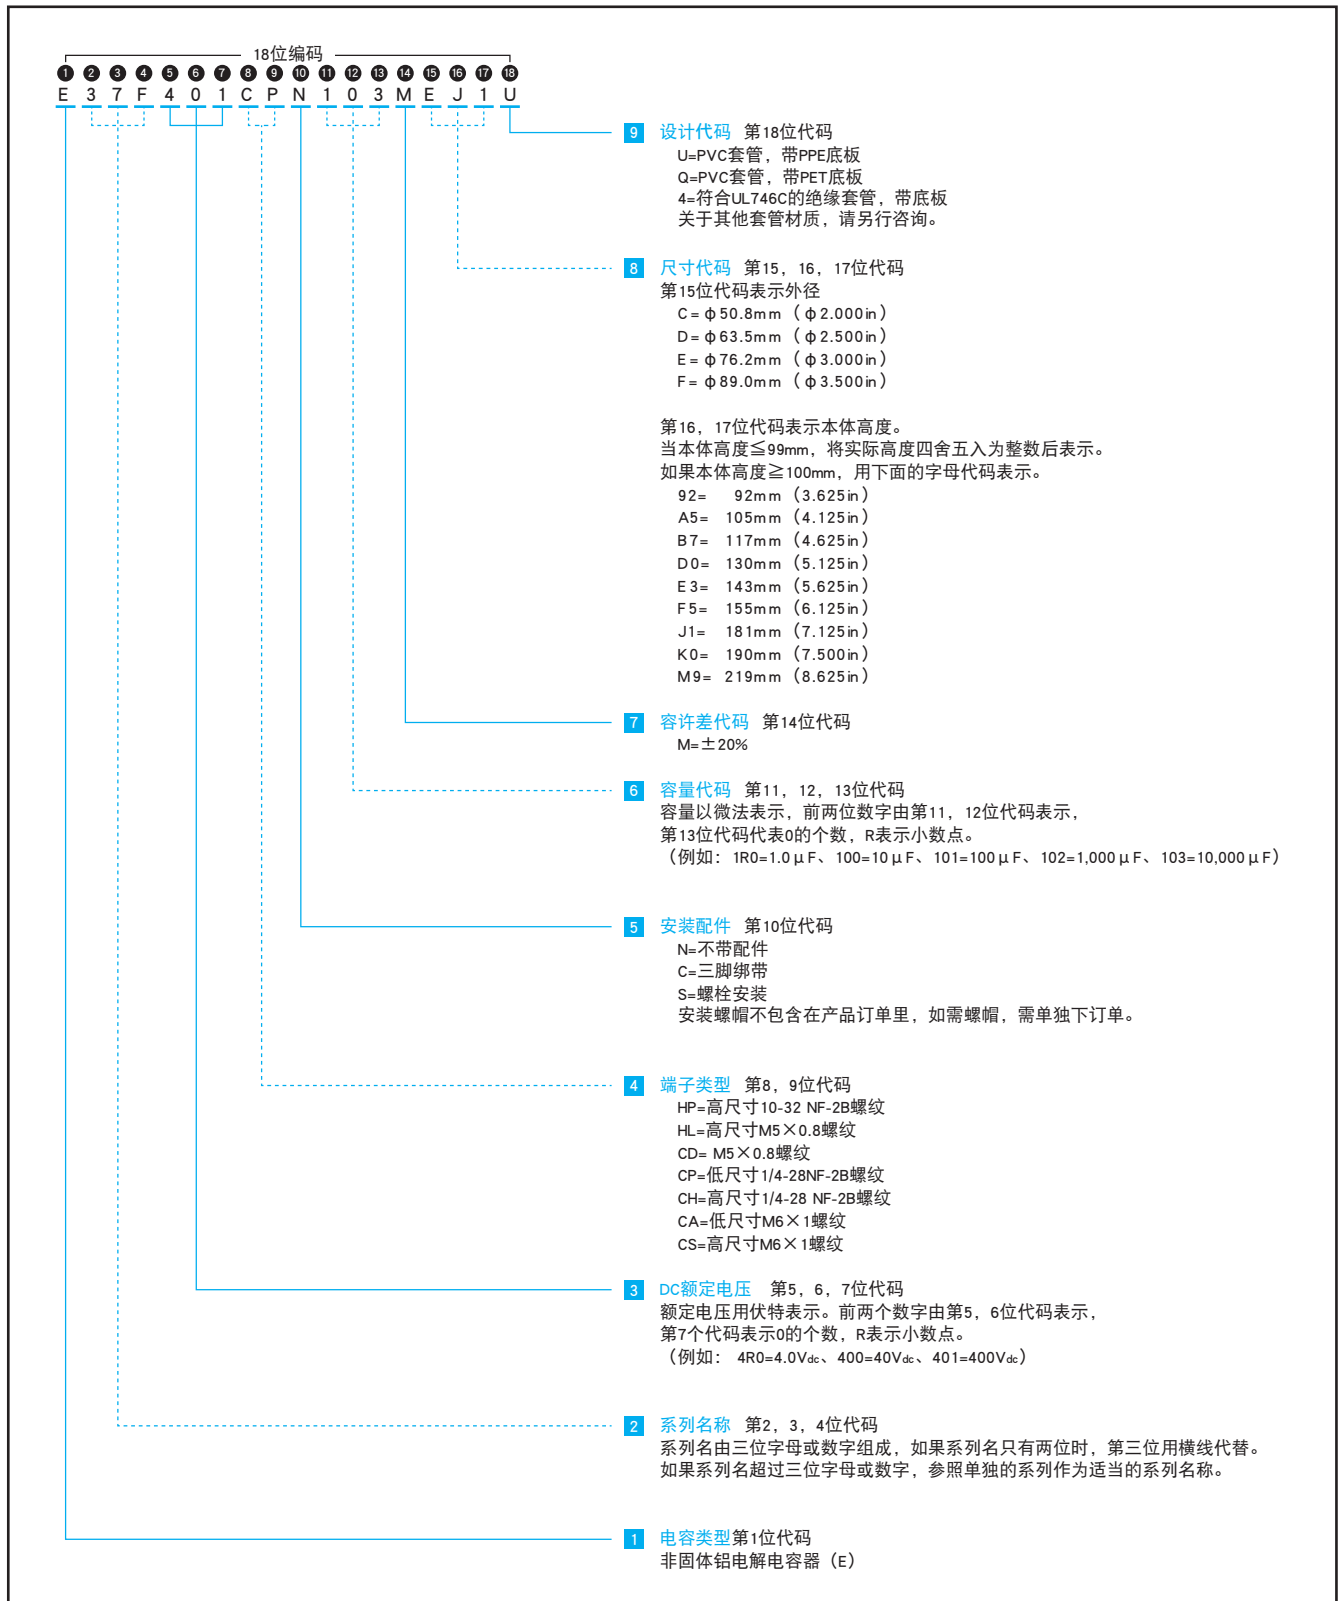 18位编码
1 2 3 4 5 6 7 8 9 10 11 12 13 14 15 16 17 18
E 3 7 F 4 0 1 C P N 1 0 3 M E J 1 U
9 设计代码 第18位代码
U=PVC套管，带PPE底板
Q=PVC套管，带PET底板
4=符合UL746C的绝缘套管，带底板
关于其他套管材质，请另行咨询。
8 尺寸代码 第15，16，17位代码
第15位代码表示外径
C=ϕ50.8mm（ϕ2.000in）
D=ϕ63.5mm（ϕ2.500in）
E=ϕ76.2mm（ϕ3.000in）
F=ϕ89.0mm（ϕ3.500in）
第16，17位代码表示本体高度。
当本体高度≦99mm，将实际高度四舍五入为整数后表示。
如果本体高度≧100mm，用下面的字母代码表示。
92= 92mm（3.625in）
A5= 105mm（4.125in）
B7= 117mm（4.625in）
D0= 130mm（5.125in）
E3= 143mm（5.625in）
F5= 155mm（6.125in）
J1= 181mm（7.125in）
K0= 190mm（7.500in）
M9= 219mm（8.625in）
7 容许差代码 第14位代码
M=±20%
6 容量代码 第11，12，13位代码
容量以微法表示，前两位数字由第11，12位代码表示，
第13位代码代表0的个数，R表示小数点。
（例如：1R0=1.0μF、100=10μF、101=100μF、102=1,000μF、103=10,000μF）
5 安装配件 第10位代码
N=不带配件
C=三脚绑带
S=螺栓安装
安装螺帽不包含在产品订单里，如需螺帽，需单独下订单。
4 端子类型 第8，9位代码
HP=高尺寸10-32 NF-2B螺纹
HL=高尺寸M5×0.8螺纹
CD= M5×0.8螺纹
CP=低尺寸1/4-28NF-2B螺纹
CH=高尺寸1/4-28 NF-2B螺纹
CA=低尺寸M6×1螺纹
CS=高尺寸M6×1螺纹
3 DC额定电压 第5，6，7位代码
额定电压用伏特表示。前两个数字由第5，6位代码表示，
第7个代码表示0的个数，R表示小数点。
（例如： 4R0=4.0Vdc、400=40Vdc、401=400Vdc）
2 系列名称 第2，3，4位代码
系列名由三位字母或数字组成，如果系列名只有两位时，第三位用横线代替。
如果系列名超过三位字母或数字，参照单独的系列作为适当的系列名称。
1 电容类型第1位代码
非固体铝电解电容器（E）